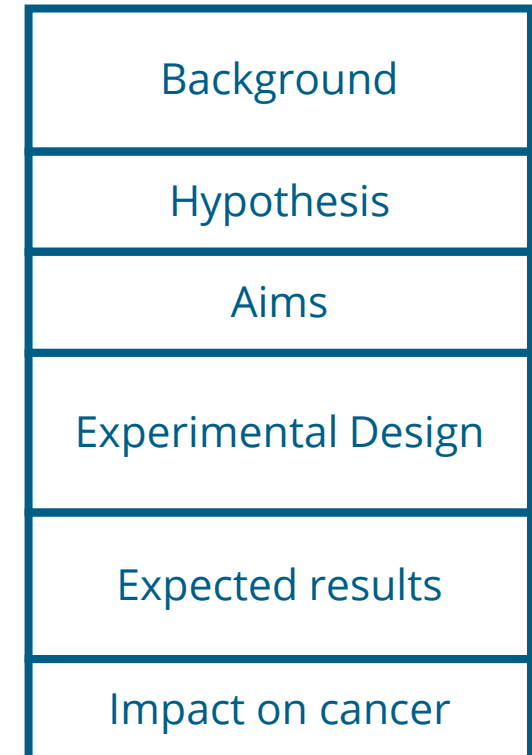 Background
Hypothesis
Aims
Experimental Design
Expected results
Impact on cancer